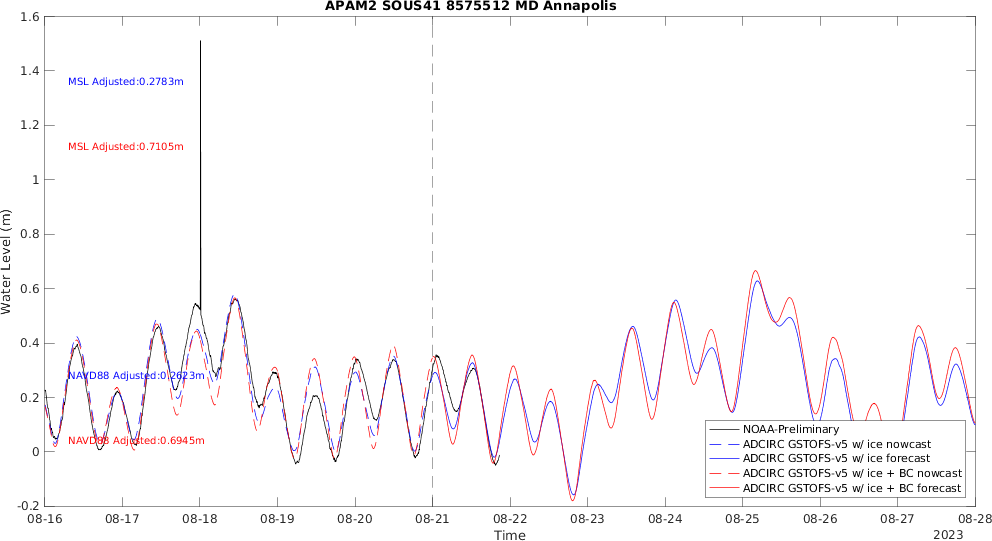 APAM2 SOUS41 8575512 MD Annapolis
1.6
1.4
1.2
1
0.8
0.6
0.4
0.2
0
-0.2
Water Level (m)
MSL Adjusted:0.2783m
MSL Adjusted:0.7105m
NAVD88 Adjusted:0.2623m
NAVD88 Adjusted:0.6945m
NOAA-Preliminary
ADCIRC GSTOFS-v5 w/ ice nowcast
ADCIRC GSTOFS-v5 w/ ice forecast
ADCIRC GSTOFS-v5 w/ ice + BC nowcast
ADCIRC GSTOFS-v5 w/ ice + BC forecast
08-16 08-17 08-18 08-19 08-20 08-21 08-22 08-23 08-24 08-25 08-26 08-27 08-28
Time
2023